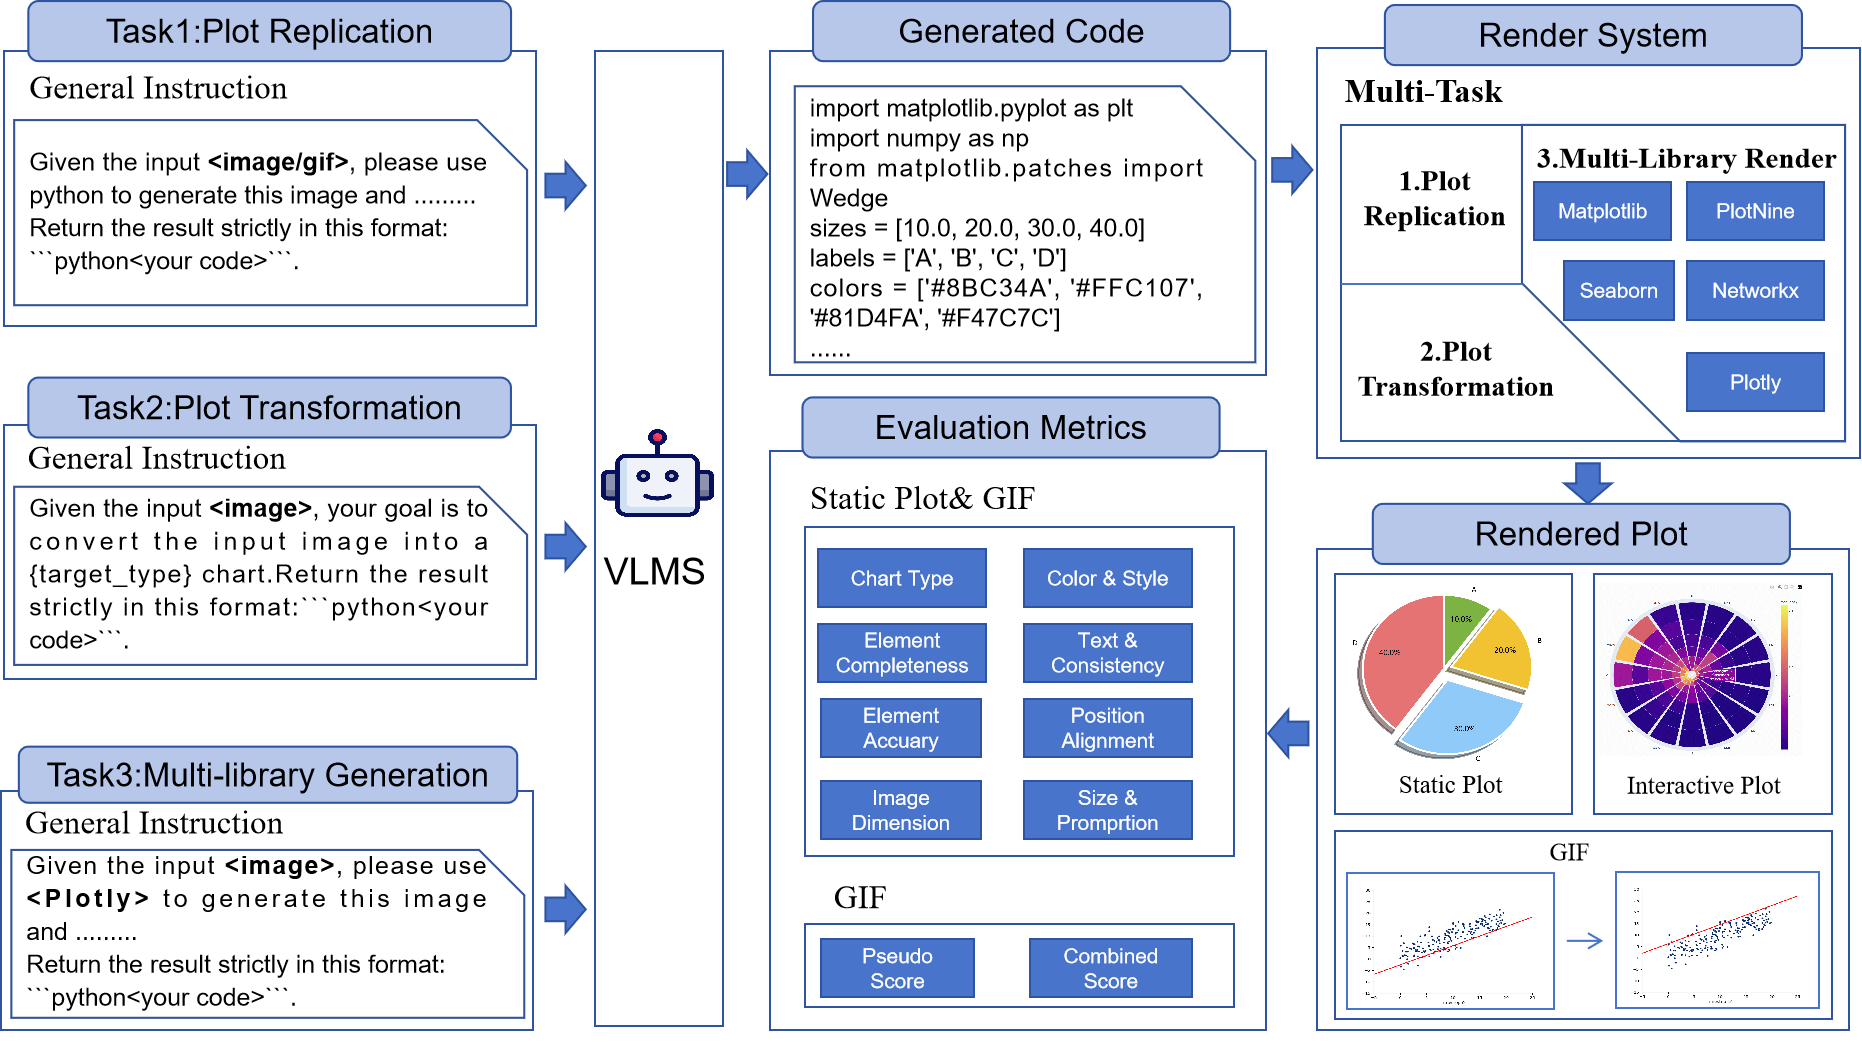 Task1:Plot Replication
General Instruction
Given the input <image/gif>, please use
python to generate this image and .........
Return the result strictly in this format:
```python<your code>```.
Task2:Plot Transformation
General Instruction
Given the input <image>, your goal is to
convert the input image into a
{target_type} chart.Return the result
strictly in this format:```python<your
code>```.
Task3:Multi-library Generation
General Instruction
Given the input <image>, please use
<Plotly> to generate this image
and .........
Return the result strictly in this format:
```python<your code>```.
VLMS
Generated Code
import matplotlib.pyplot as plt
import numpy as np
from matplotlib.patches import
Wedge
sizes = [10.0, 20.0, 30.0, 40.0]
labels = ['A', 'B', 'C', 'D']
colors = ['#8BC34A', '#FFC107',
'#81D4FA', '#F47C7C']
......
Render System
Multi-Task
1.Plot
Replication
2.Plot
Transformation
3.Multi-Library Render
Matplotlib
PlotNine
Seaborn
Networkx
Plotly
Rendered Plot
A
10.0%
B
20.0%
D
40.0%
30.0%
C
Static Plot
Interactive Plot
GIF
Evaluation Metrics
Static Plot& GIF
Chart Type
Color & Style
Element
Completeness
Text &
Consistency
Element
Accuary
Position
Alignment
Image
Dimension
Size &
Promprtion
GIF
Pseudo
Score
Combined
Score